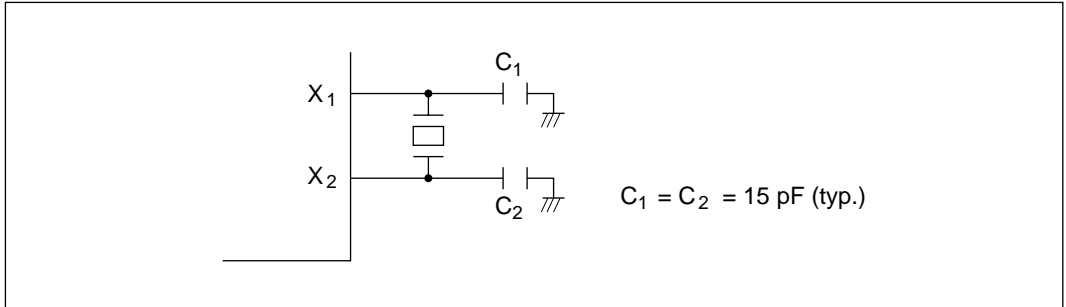 C1
X1
X2
C2
C1 = C2 = 15 pF (typ.)